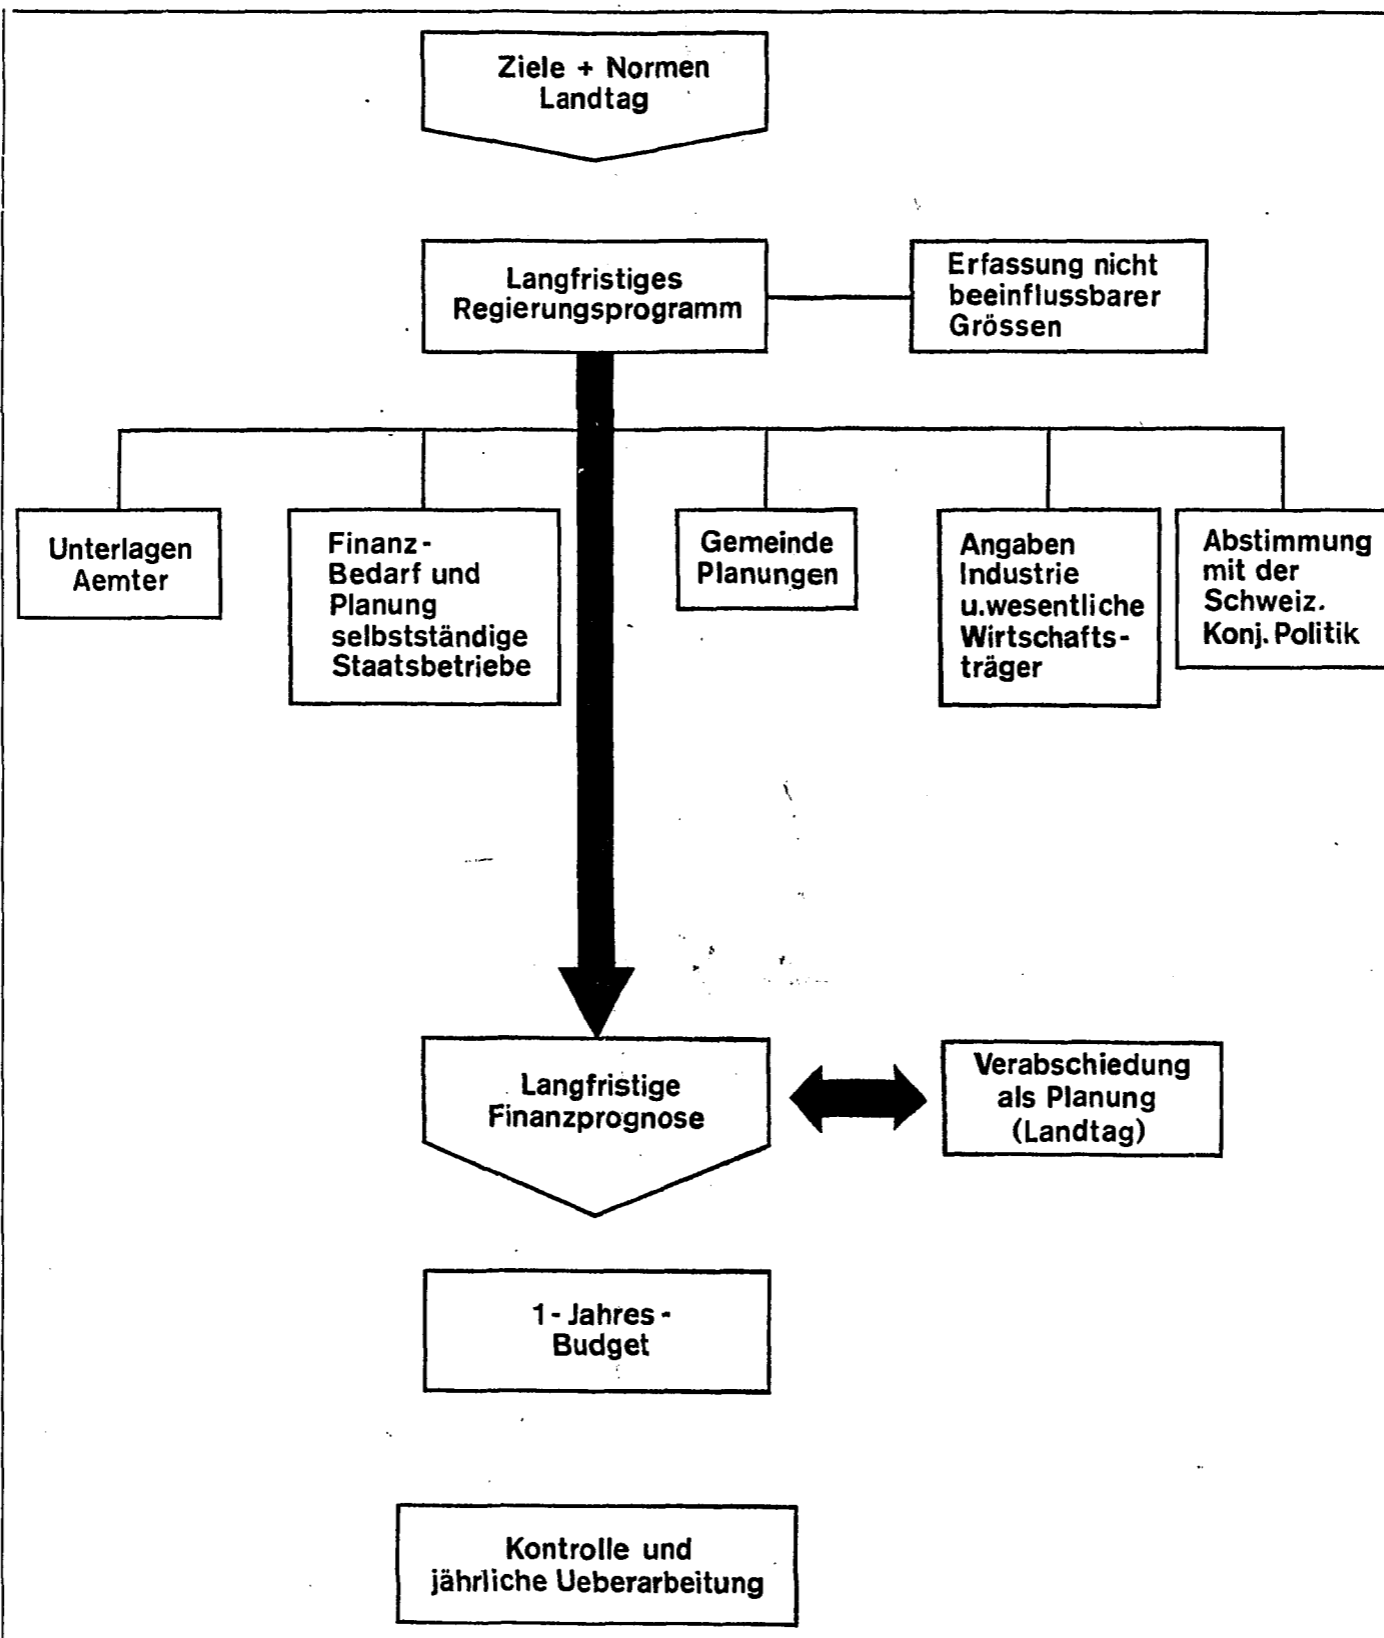 Ziele + Normen
Landtag
Langfristiges
Regierungsprogramm
Erfassung nicht
beeinflussbarer
Grössen
Unterlagen
Aemter
Finanz-
Bedarf und
Planung
selbstständige
Staatsbetriebe
Gemeinde
Planungen
Angaben
Industrie
u.wesentliche
Wirtschafts-
träger
Abstimmung
mit der
Schweiz.
Konj. Politik
Langfristige
Finanzprognose
Verabschiedung
als Planung
(Landtag)
1-Jahres-
Budget
Kontrolle und
jährliche Ueberarbeitung